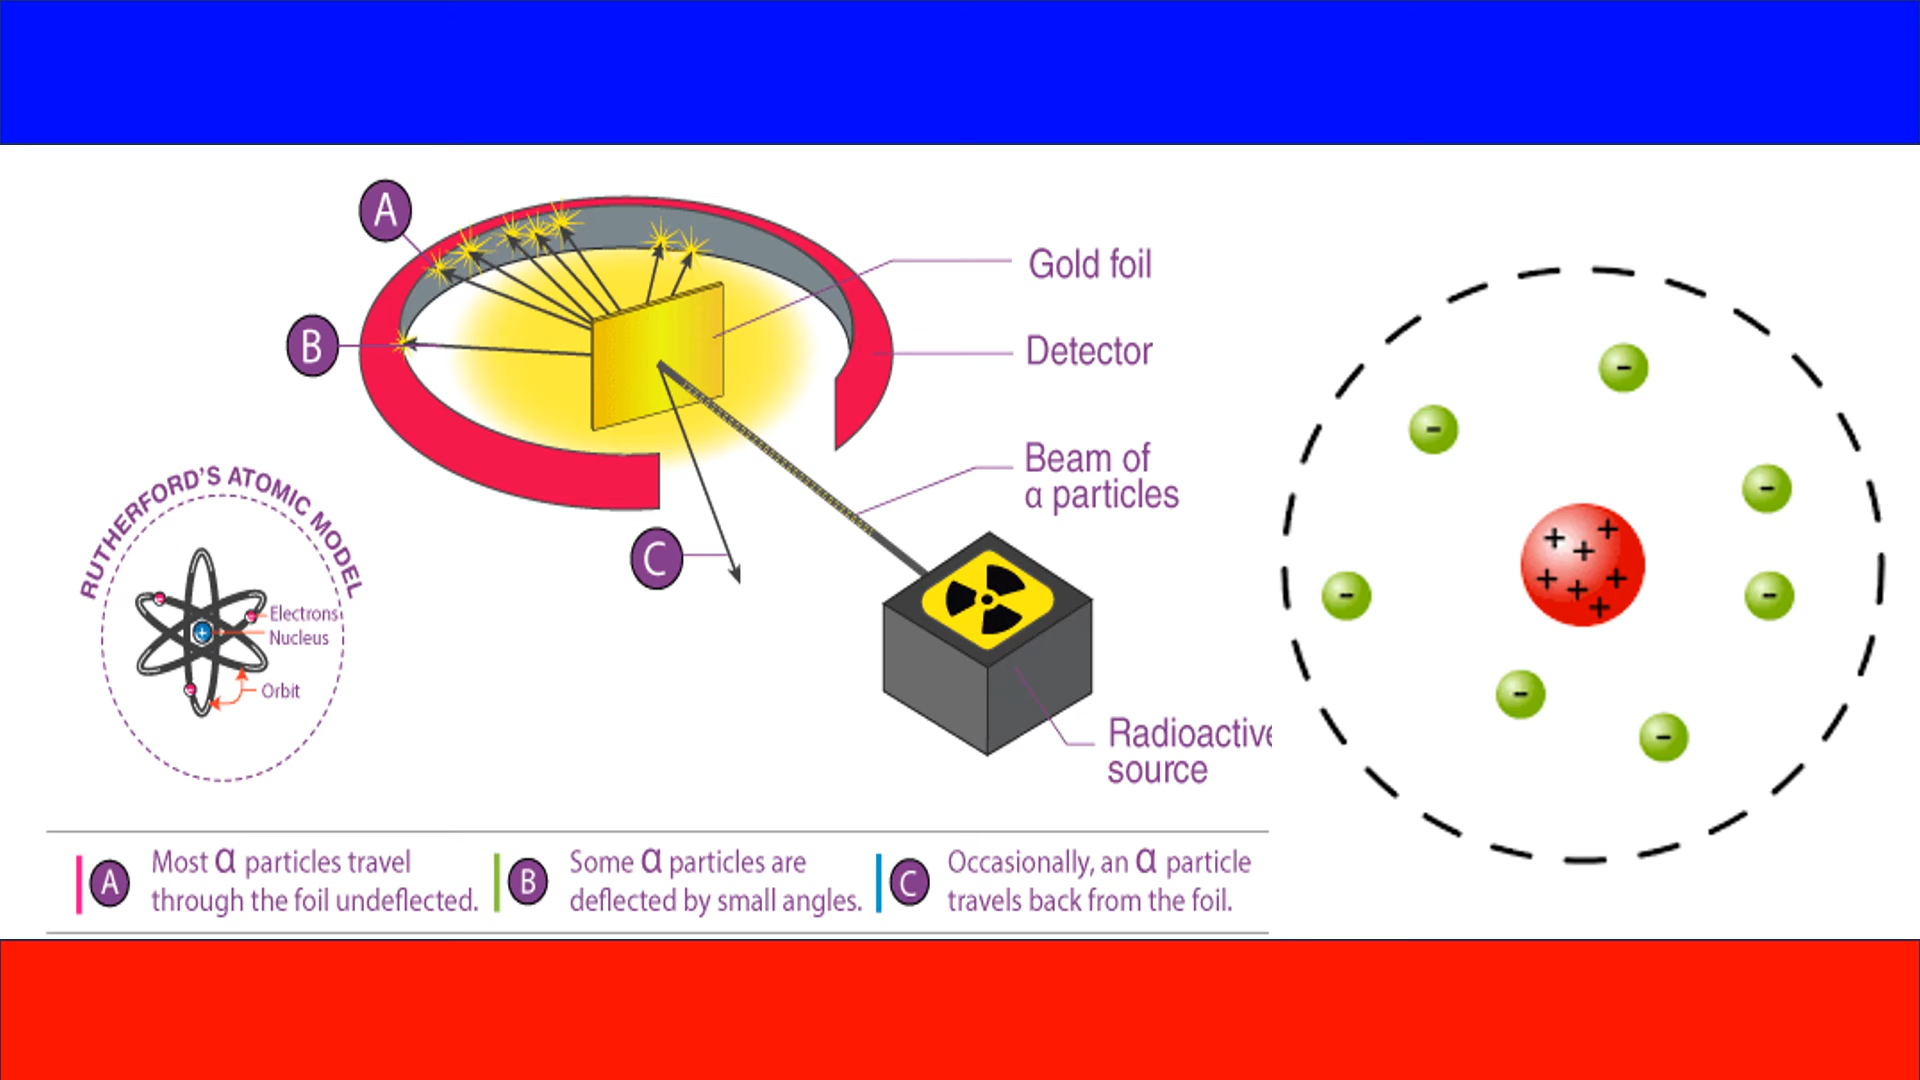 A
B
Gold foil
Detector
Beam of
α particles
C
RUTHERFORD'S ATOMIC MODEL
Electrons
Nucleus
+
Orbit
Radioactive
source
A Most α particles travel
through the foil undeflected.
B Some α particles are
deflected by small angles.
C Occasionally, an α particle
travels back from the foil.
-
-
-
+ + +
+ + + +
-
-
-
-